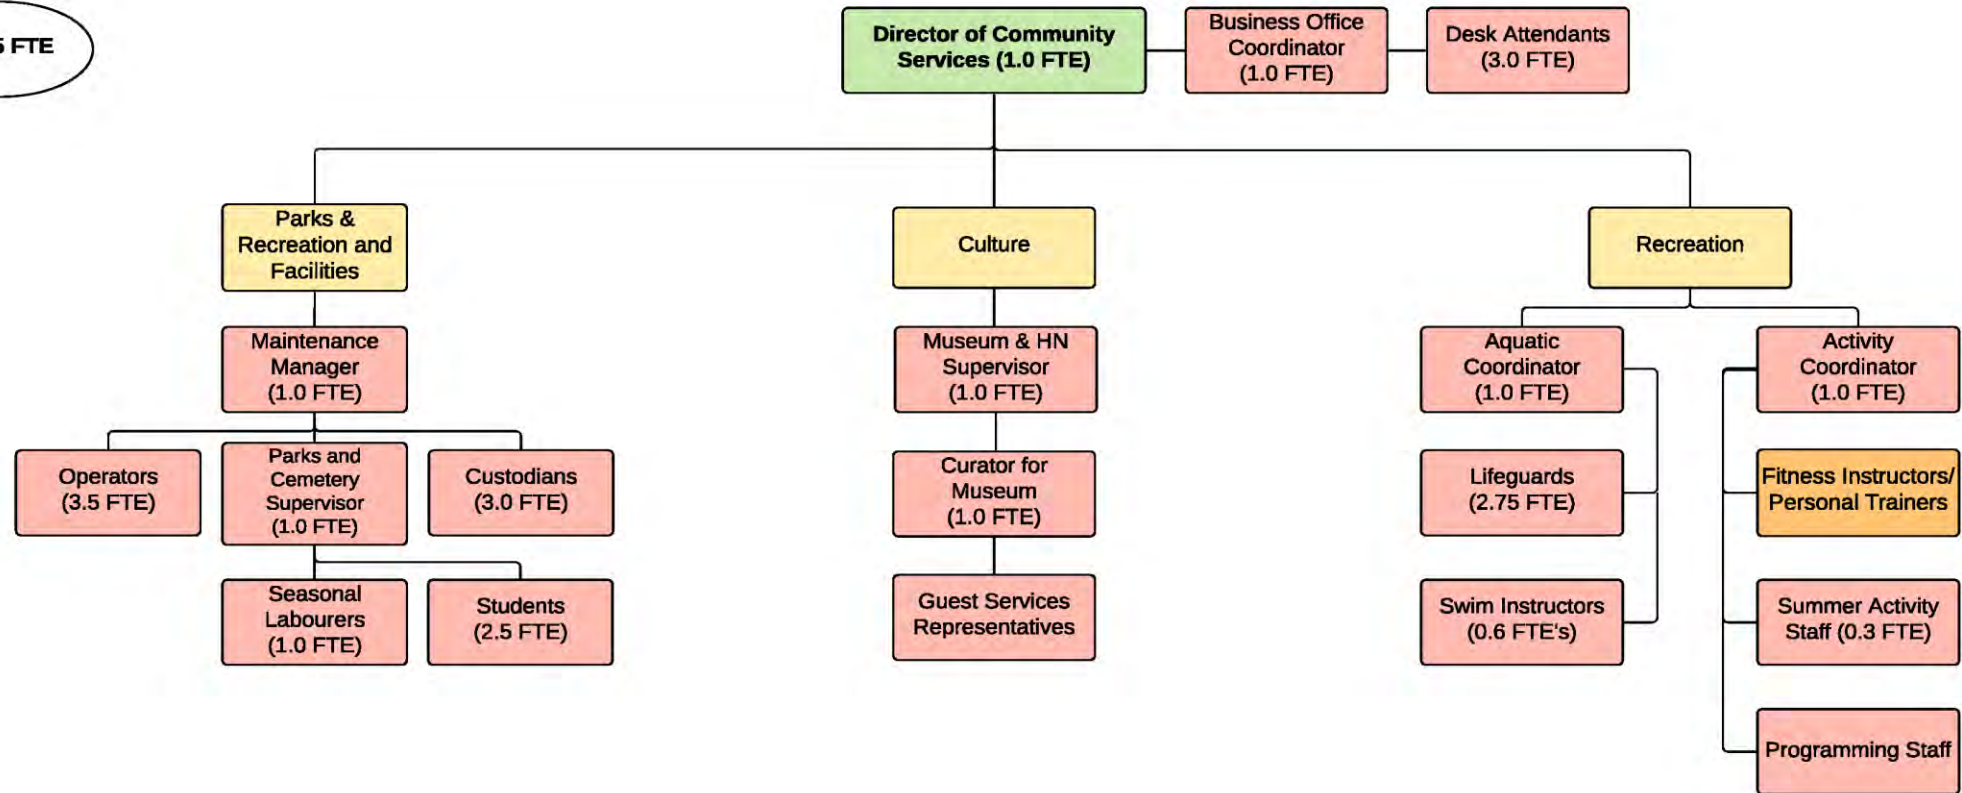 FTE
Director of Community
Services (1.0 FTE)
Business Office
Coordinator
(1.0 FTE)
Desk Attendants
(3.0 FTE)
Parks &
Recreation and
Facilities
Culture
Recreation
Maintenance
Manager
(1.0 FTE)
Museum & HN
Supervisor
(1.0 FTE)
Aquatic
Coordinator
(1.0 FTE)
Activity
Coordinator
(1.0 FTE)
Operators
(3.5 FTE)
Parks and
Cemetery
Supervisor
(1.0 FTE)
Custodians
(3.0 FTE)
Curator for
Museum
(1.0 FTE)
Lifeguards
(2.75 FTE)
Fitness Instructors/
Personal Trainers
Seasonal
Labourers
(1.0 FTE)
Students
(2.5 FTE)
Guest Services
Representatives
Swim Instructors
(0.6 FTE's)
Summer Activity
Staff (0.3 FTE)
Programming Staff